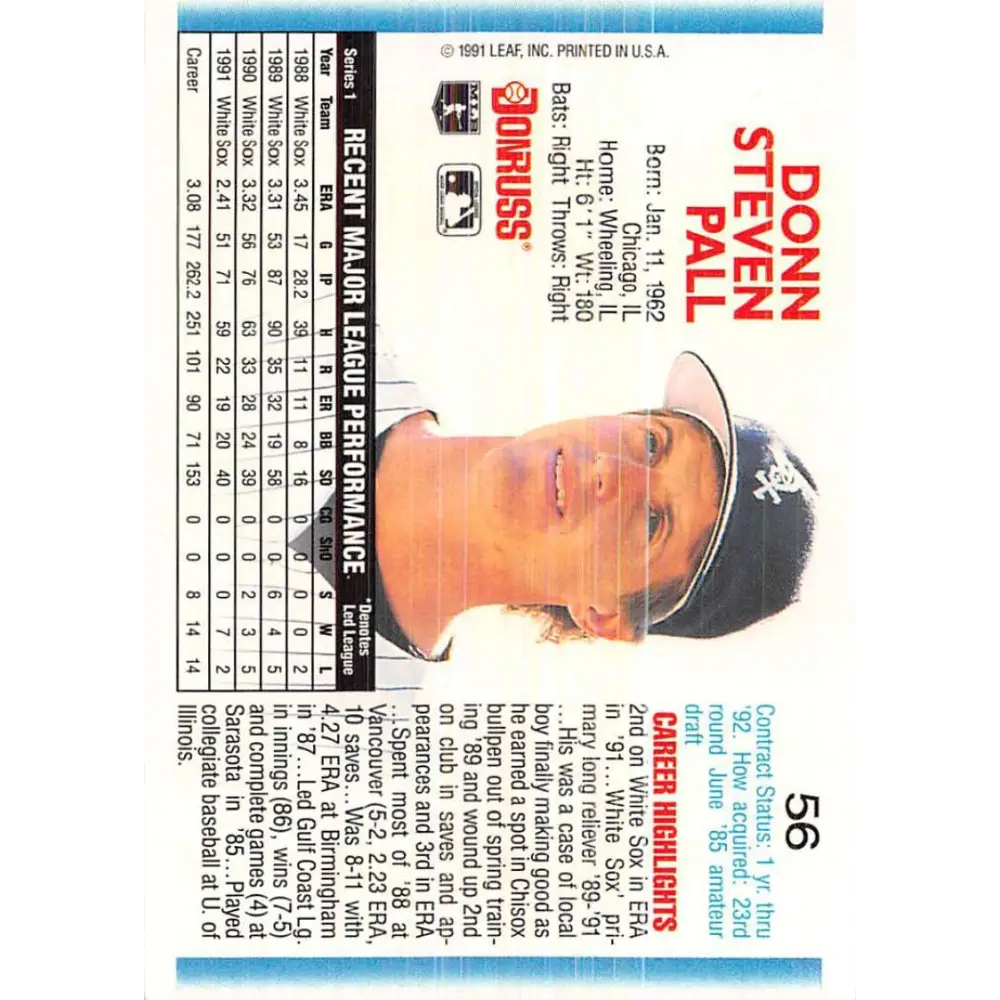 56
DONN
STEVEN
PALL
Born: Jan. 11, 1962
Chicago, IL
Home: Wheeling, IL
Ht: 6'1" Wt: 180
Bats: Right Throws: Right
DONRUSS®
MLB
© 1991 LEAF, INC. PRINTED IN U.S.A.
Contract Status: 1 yr. thru
'92. How acquired: 23rd
round June '85 amateur
draft
CAREER HIGHLIGHTS
2nd on White Sox in ERA
in '91...White Sox' pri-
mary long reliever '89-'91
...His was a case of local
boy finally making good as
he earned a spot in Chisox
bullpen out of spring train-
ing '89 and wound up 2nd
on club in saves and ap-
pearances and 3rd in ERA
...Spent most of '88 at
Vancouver (5-2, 2.23 ERA,
10 saves...Was 8-11 with
4.27 ERA at Birmingham
in '87...Led Gulf Coast Lg.
in innings (86), wins (7-5)
and complete games (4) at
Sarasota in '85...Played
collegiate baseball at U. of
Illinois.
Series 1 RECENT MAJOR LEAGUE PERFORMANCE *Denotes
Led League
Year Team ERA G IP H R ER BB SO CG ShO S W L
1988 White Sox 3.45 17 28.2 39 11 11 8 16 0 0 0 0 2
1989 White Sox 3.31 53 87 90 35 32 19 58 0 0 6 4 5
1990 White Sox 3.32 56 76 63 33 28 24 39 0 0 2 3 5
1991 White Sox 2.41 51 71 59 22 19 20 40 0 0 0 7 2
Career 3.08 177 262.2 251 101 90 71 153 0 0 8 14 14